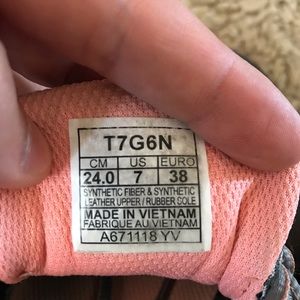 T7G6N
CM US EURO
24.0 7 38
SYNTHETIC FIBER & SYNTHETIC
LEATHER UPPER / RUBBER SOLE
MADE IN VIETNAM
FABRIQUE AU VIETNAM
A671118 YV